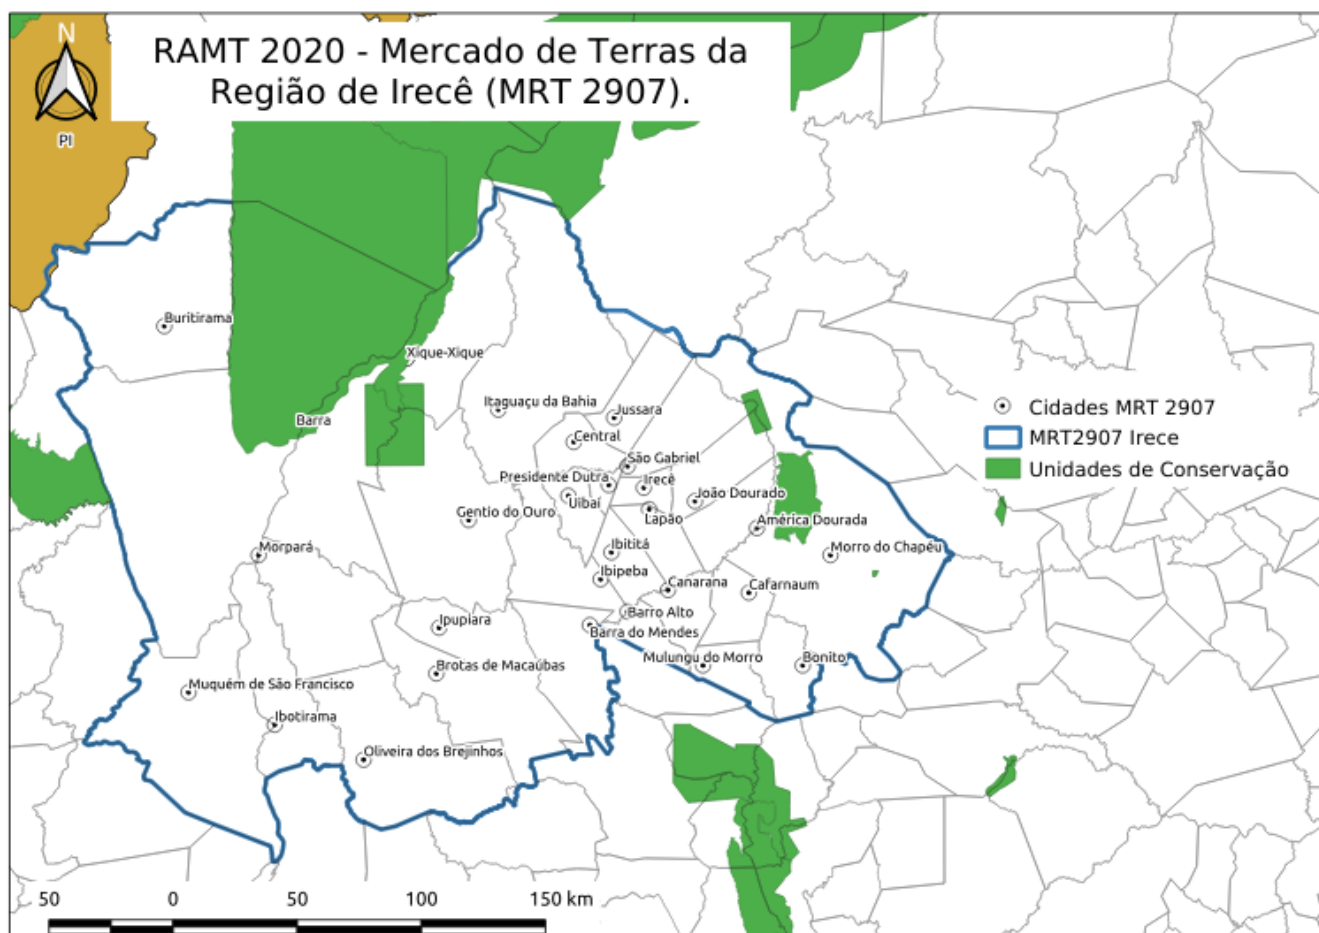 N
RAMT 2020 - Mercado de Terras da
Região de Irecê (MRT 2907).
PI
Buritirama
Xique-Xique
Itaguaçu da Bahia
Jussara
Barra
Central
São Gabriel
Presidente Dutra
Irecê
João Dourado
Uibaí
Gentio do Ouro
Lapão
América Dourada
Morpará
Ibititá
Morro do Chapéu
Ibipeba
Canarana
Cafarnaum
Barro Alto
Ipupiara
Barra do Mendes
Brotas de Macaúbas
Mulungu do Morro
Bonito
Muquém de São Francisco
Ibotirama
Oliveira dos Brejinhos
Cidades MRT 2907
MRT2907 Irece
Unidades de Conservação
50 0 50 100 150 km